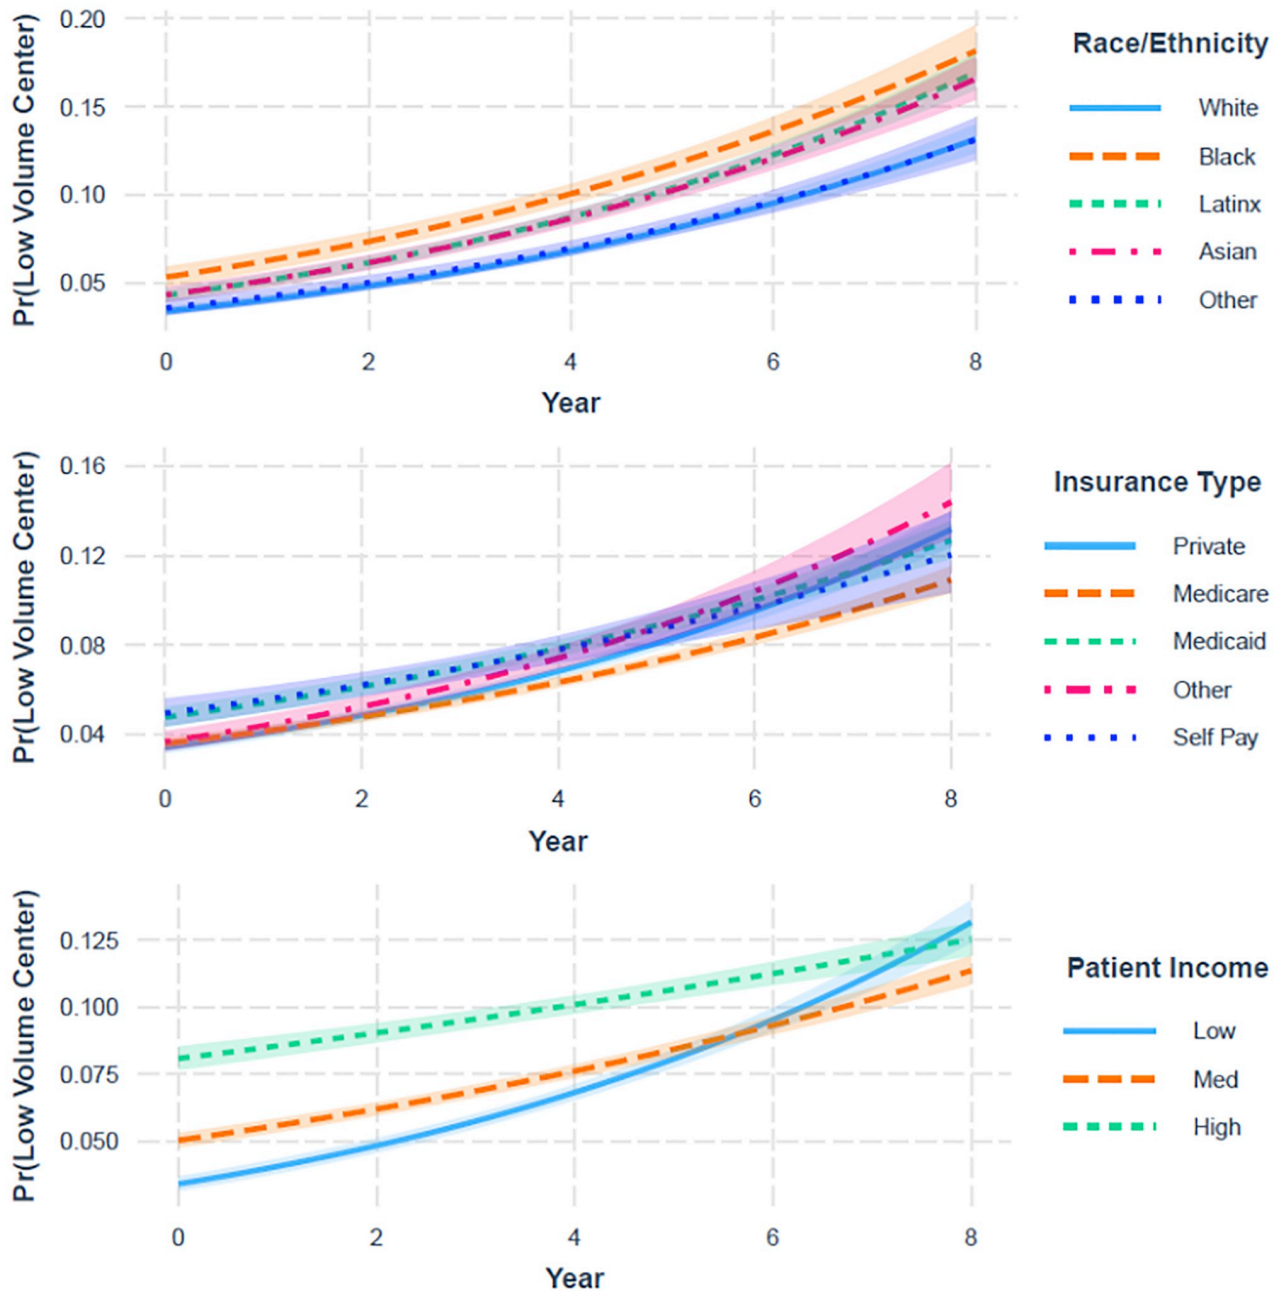 Pr(Low Volume Center)
0.20
0.15
0.10
0.05
0 2 4 6 8
Year
Race/Ethnicity
White
Black
Latinx
Asian
Other
Pr(Low Volume Center)
0.16
0.12
0.08
0.04
0 2 4 6 8
Year
Insurance Type
Private
Medicare
Medicaid
Other
Self Pay
Pr(Low Volume Center)
0.125
0.100
0.075
0.050
0 2 4 6 8
Year
Patient Income
Low
Med
High